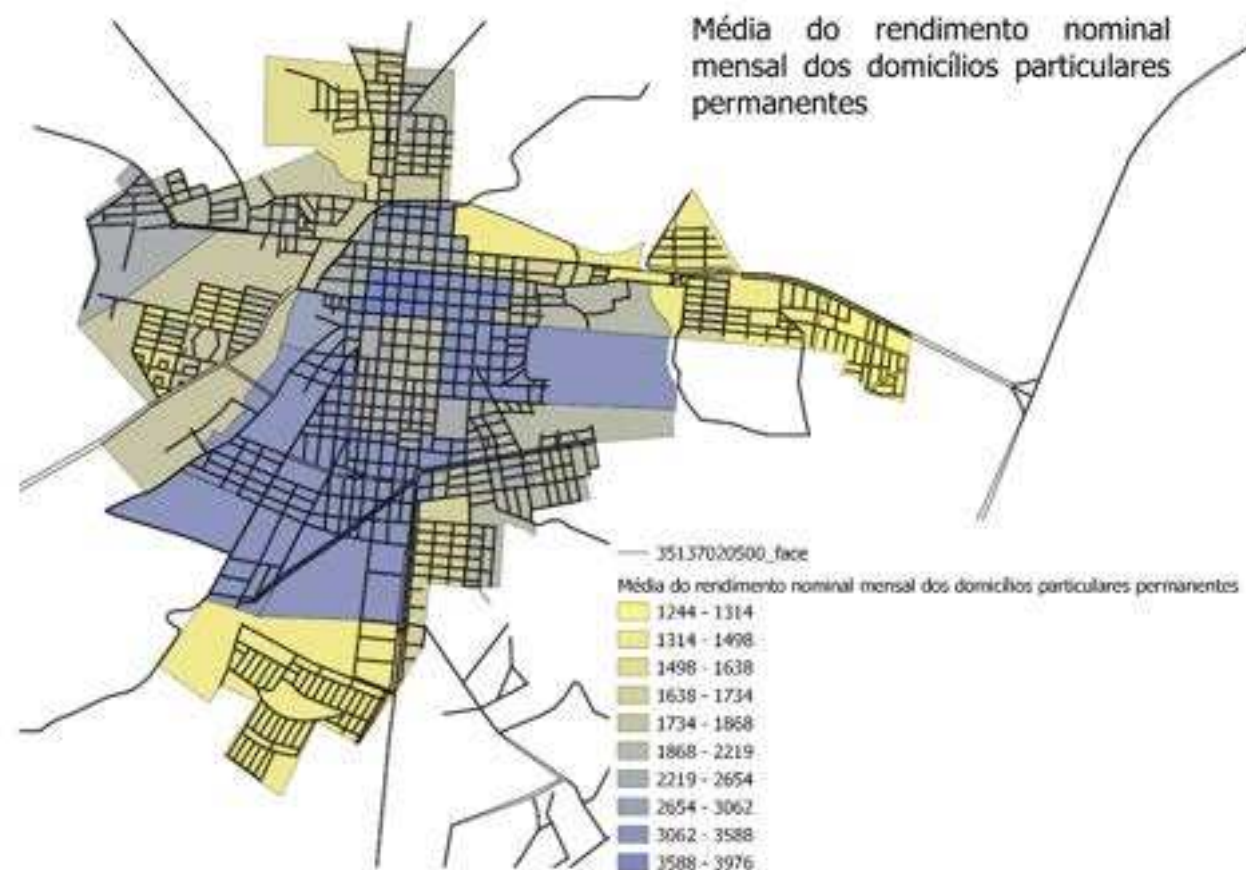 Média do rendimento nominal
mensal dos domicílios particulares
permanentes
35137020500_face
Média do rendimento nominal mensal dos domicílios particulares permanentes
1244 - 1314
1314 - 1498
1498 - 1638
1638 - 1734
1734 - 1868
1868 - 2219
2219 - 2654
2654 - 3062
3062 - 3588
3588 - 3976